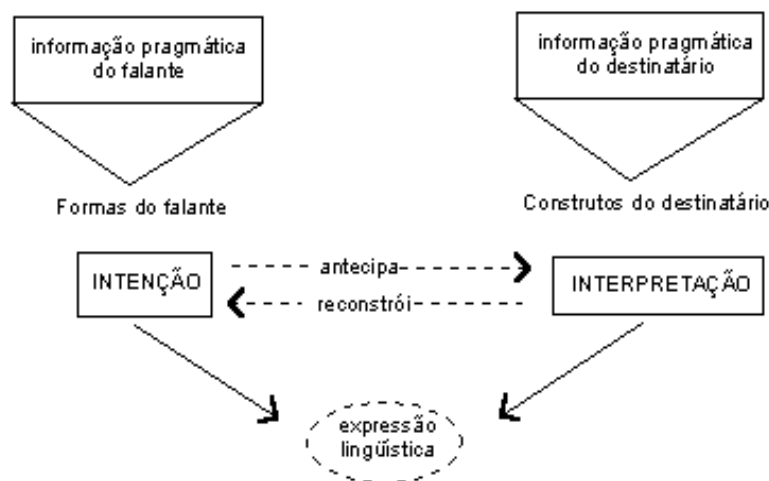 informação pragmática
do falante
informação pragmática
do destinatário
Formas do falante
Construtos do destinatário
INTENÇÃO
antecipa
reconstrói
INTERPRETAÇÃO
expressão
lingüística